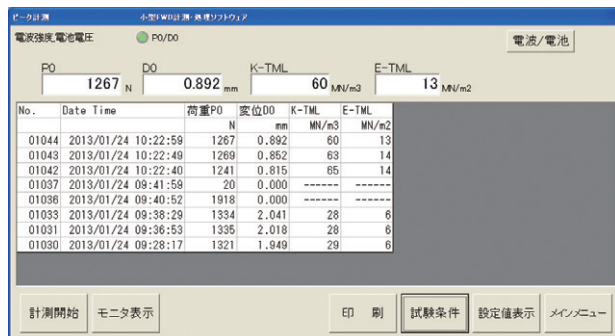 ピーク計測 小型FWD計測・処理ソフトウェア
電波強度,電池電圧 P0/D0 電波/電池
P0 D0 K-TML E-TML
1267 N 0.892 mm 60 MN/m3 13 MN/m2
No. Date Time 荷重P0 変位D0 K-TML E-TML
N mm MN/m3 MN/m2
01044 2013/01/24 10:22:59 1267 0.892 60 13
01043 2013/01/24 10:22:49 1269 0.852 63 14
01042 2013/01/24 10:22:40 1241 0.815 65 14
01037 2013/01/24 09:41:59 20 0.000 ------ ------
01036 2013/01/24 09:40:52 1918 0.000 ------ ------
01033 2013/01/24 09:38:29 1334 2.041 28 6
01031 2013/01/24 09:36:53 1335 2.018 28 6
01030 2013/01/24 09:28:17 1321 1.949 29 6
計測開始 モニタ表示 印 刷 試験条件 設定値表示 メインメニュー